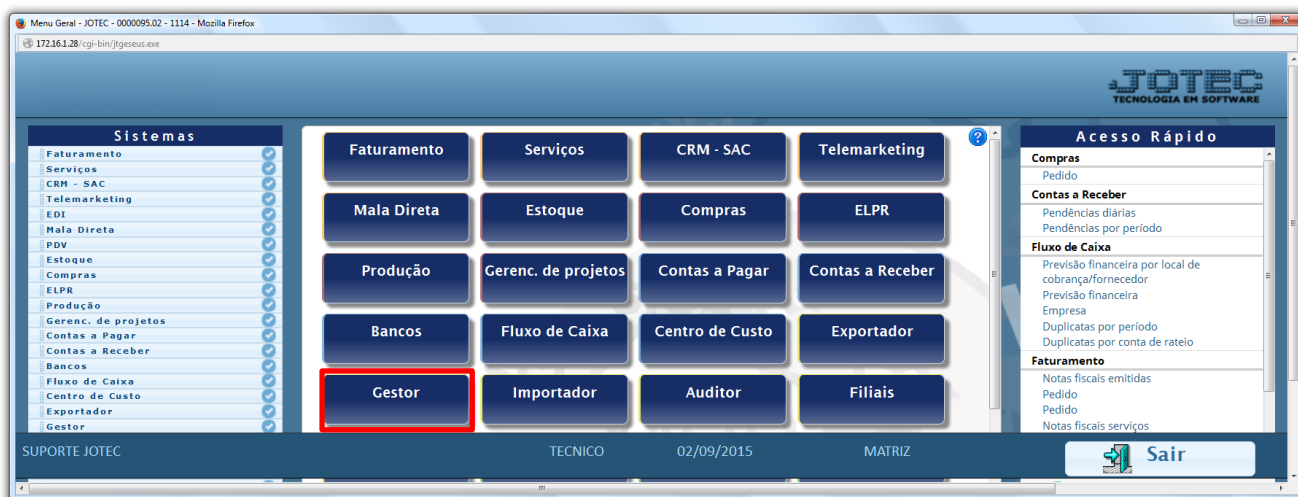 Menu Geral - JOTEC - 0000095.02 - 1114 - Mozilla Firefox
172.16.1.28/cgi-bin/jtgeseus.exe
JOTEC
TECNOLOGIA EM SOFTWARE
Sistemas
Faturamento
Serviços
CRM - SAC
Telemarketing
EDI
Mala Direta
PDV
Estoque
Compras
ELPR
Produção
Gerenc. de projetos
Contas a Pagar
Contas a Receber
Bancos
Fluxo de Caixa
Centro de Custo
Exportador
Gestor
Faturamento Serviços CRM - SAC Telemarketing
Mala Direta Estoque Compras ELPR
Produção Gerenc. de projetos Contas a Pagar Contas a Receber
Bancos Fluxo de Caixa Centro de Custo Exportador
Gestor Importador Auditor Filiais
?
Acesso Rápido
Compras
Pedido
Contas a Receber
Pendências diárias
Pendências por período
Fluxo de Caixa
Previsão financeira por local de
cobrança/fornecedor
Previsão financeira
Empresa
Duplicatas por período
Duplicatas por conta de rateio
Faturamento
Notas fiscais emitidas
Pedido
Pedido
Notas fiscais serviços
SUPORTE JOTEC TECNICO 02/09/2015 MATRIZ Sair